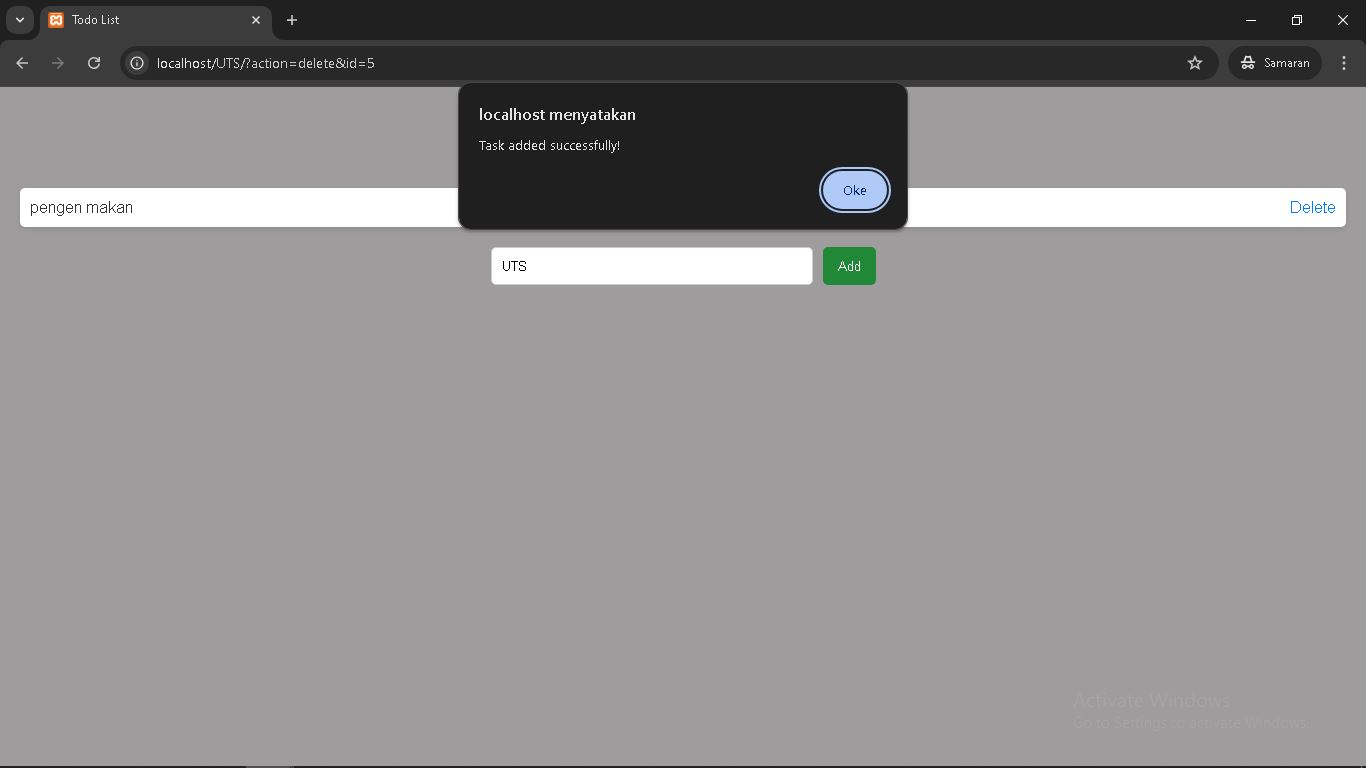 Todo List
localhost/UTS/?action=delete&id=5
Samaran
localhost menyatakan
Task added successfully!
Oke
pengen makan
Delete
UTS
Add
Activate Windows
Go to Settings to activate Windows.